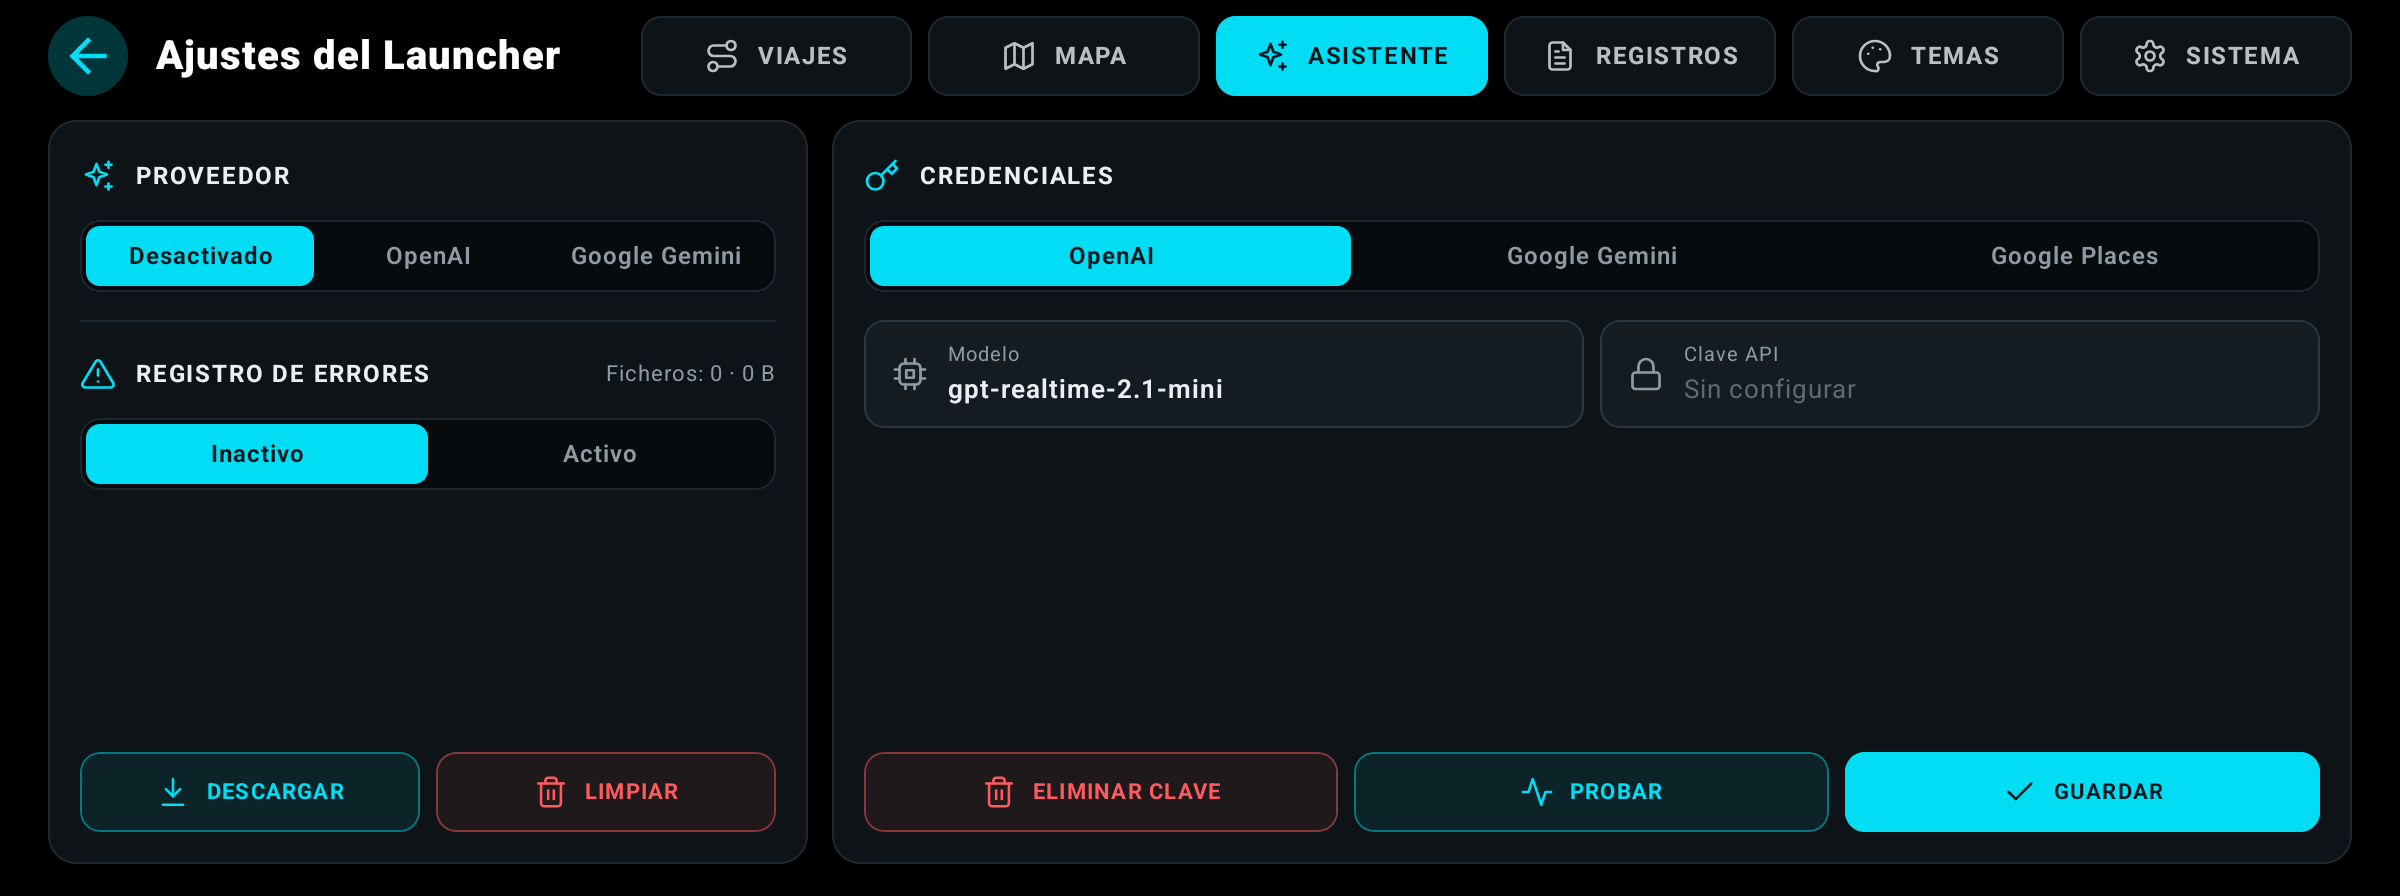 Ajustes del Launcher
VIAJES
MAPA
ASISTENTE
REGISTROS
TEMAS
SISTEMA
PROVEEDOR
Desactivado
OpenAI
Google Gemini
REGISTRO DE ERRORES
Ficheros: 0 · 0 B
Inactivo
Activo
DESCARGAR
LIMPIAR
CREDENCIALES
OpenAI
Google Gemini
Google Places
Modelo
gpt-realtime-2.1-mini
Clave API
Sin configurar
ELIMINAR CLAVE
PROBAR
GUARDAR